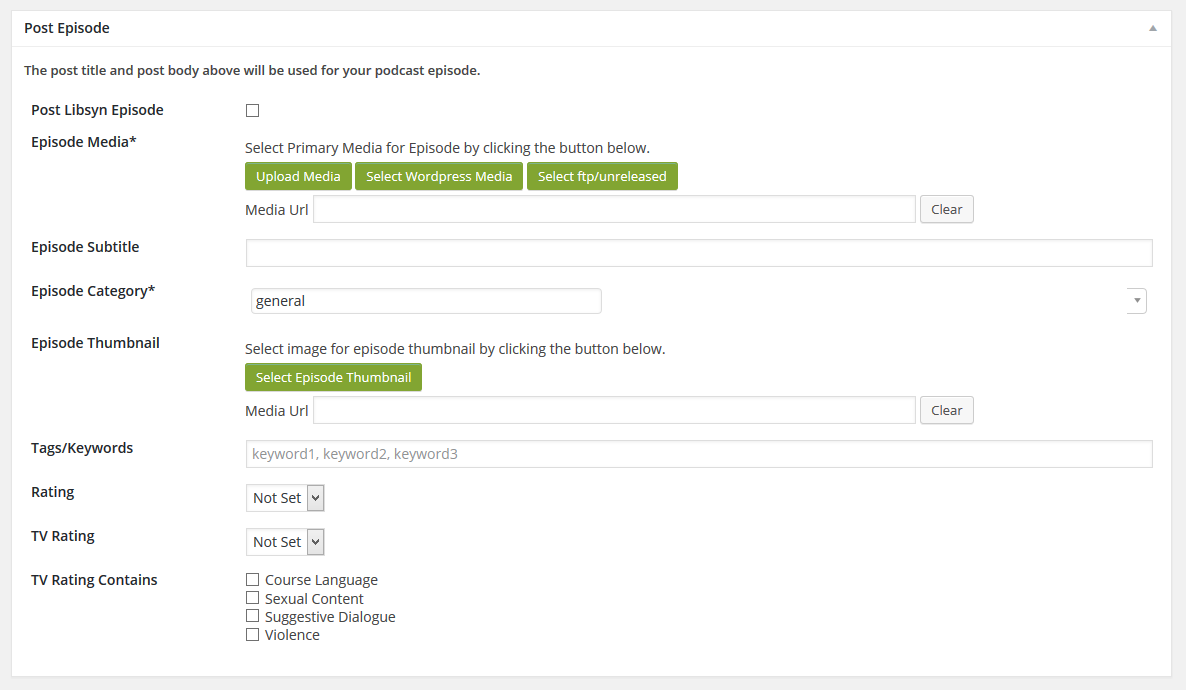 Post Episode
The post title and post body above will be used for your podcast episode.
Post Libsyn Episode
Episode Media*
Select Primary Media for Episode by clicking the button below.
Upload Media Select Wordpress Media Select ftp/unreleased
Media Url Clear
Episode Subtitle
Episode Category* general
Episode Thumbnail
Select image for episode thumbnail by clicking the button below.
Select Episode Thumbnail
Media Url Clear
Tags/Keywords keyword1, keyword2, keyword3
Rating Not Set
TV Rating Not Set
TV Rating Contains Course Language
Sexual Content
Suggestive Dialogue
Violence